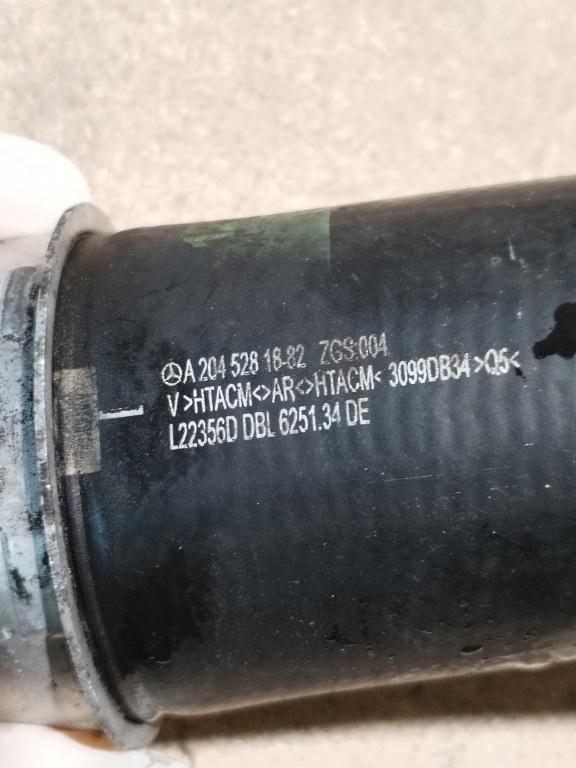 A 204 528 18-82 ZGS:004
V>HTACM<>AR<>HTACM< 3099DB34>Q5<
L22356D DBL 6251.34 DE